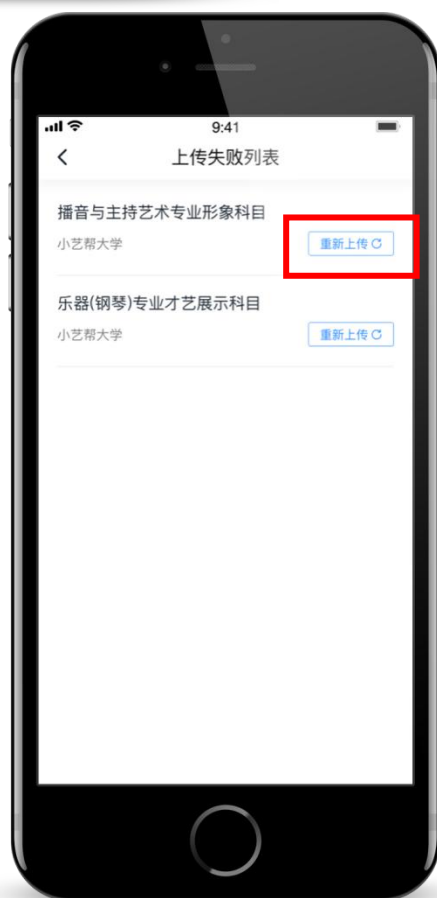 9:41
上传失败列表
播音与主持艺术专业形象科目
小艺帮大学
重新上传
乐器(钢琴)专业才艺展示科目
小艺帮大学
重新上传